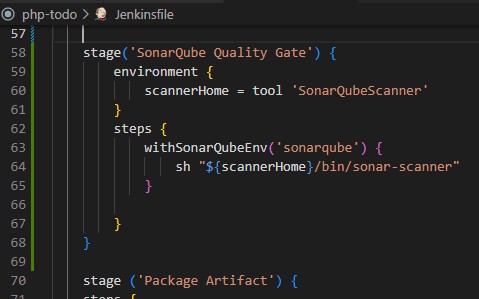 php-todo > Jenkinsfile
57
58 stage('SonarQube Quality Gate') {
59 environment {
60 scannerHome = tool 'SonarQubeScanner'
61 }
62 steps {
63 withSonarQubeEnv('sonarqube') {
64 sh "${scannerHome}/bin/sonar-scanner"
65 }
66
67 }
68 }
69
70 stage ('Package Artifact') {
71 steps {